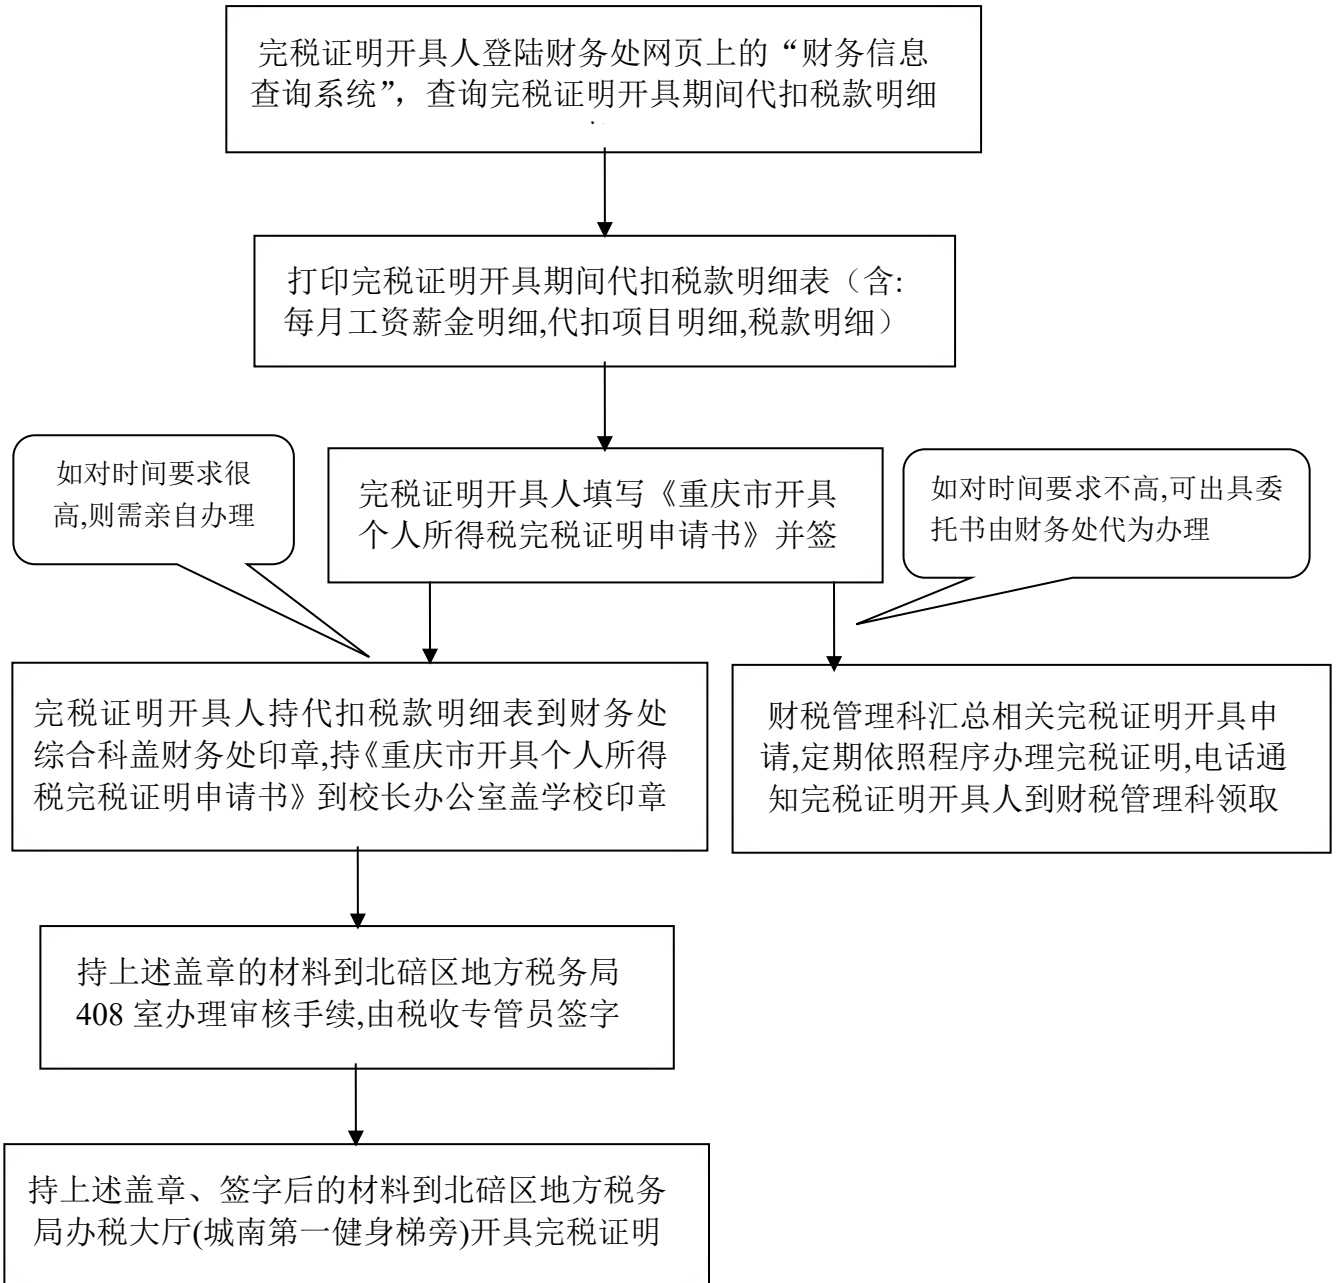 完税证明开具人登陆财务处网页上的“财务信息
查询系统”，查询完税证明开具期间代扣税款明细
打印完税证明开具期间代扣税款明细表（含:
每月工资薪金明细,代扣项目明细,税款明细）
如对时间要求很
高,则需亲自办理
完税证明开具人填写《重庆市开具
个人所得税完税证明申请书》并签
如对时间要求不高,可出具委
托书由财务处代为办理
完税证明开具人持代扣税款明细表到财务处
综合科盖财务处印章,持《重庆市开具个人所得
税完税证明申请书》到校长办公室盖学校印章
财税管理科汇总相关完税证明开具申
请,定期依照程序办理完税证明,电话通
知完税证明开具人到财税管理科领取
持上述盖章的材料到北碚区地方税务局
408 室办理审核手续,由税收专管员签字
持上述盖章、签字后的材料到北碚区地方税务
局办税大厅(城南第一健身梯旁)开具完税证明